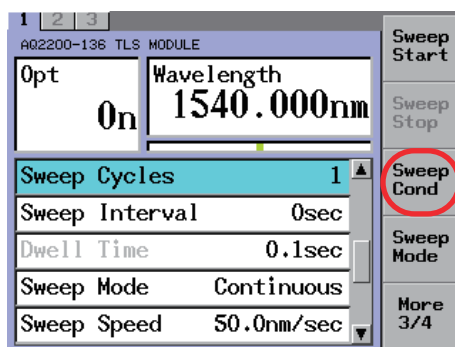 1 2 3
AQ2200-136 TLS MODULE
Opt
On
Wavelength
1540.000nm
Sweep Cycles 1
Sweep Interval 0sec
Dwell Time 0.1sec
Sweep Mode Continuous
Sweep Speed 50.0nm/sec
Sweep
Start
Sweep
Stop
Sweep
Cond
Sweep
Mode
More
3/4